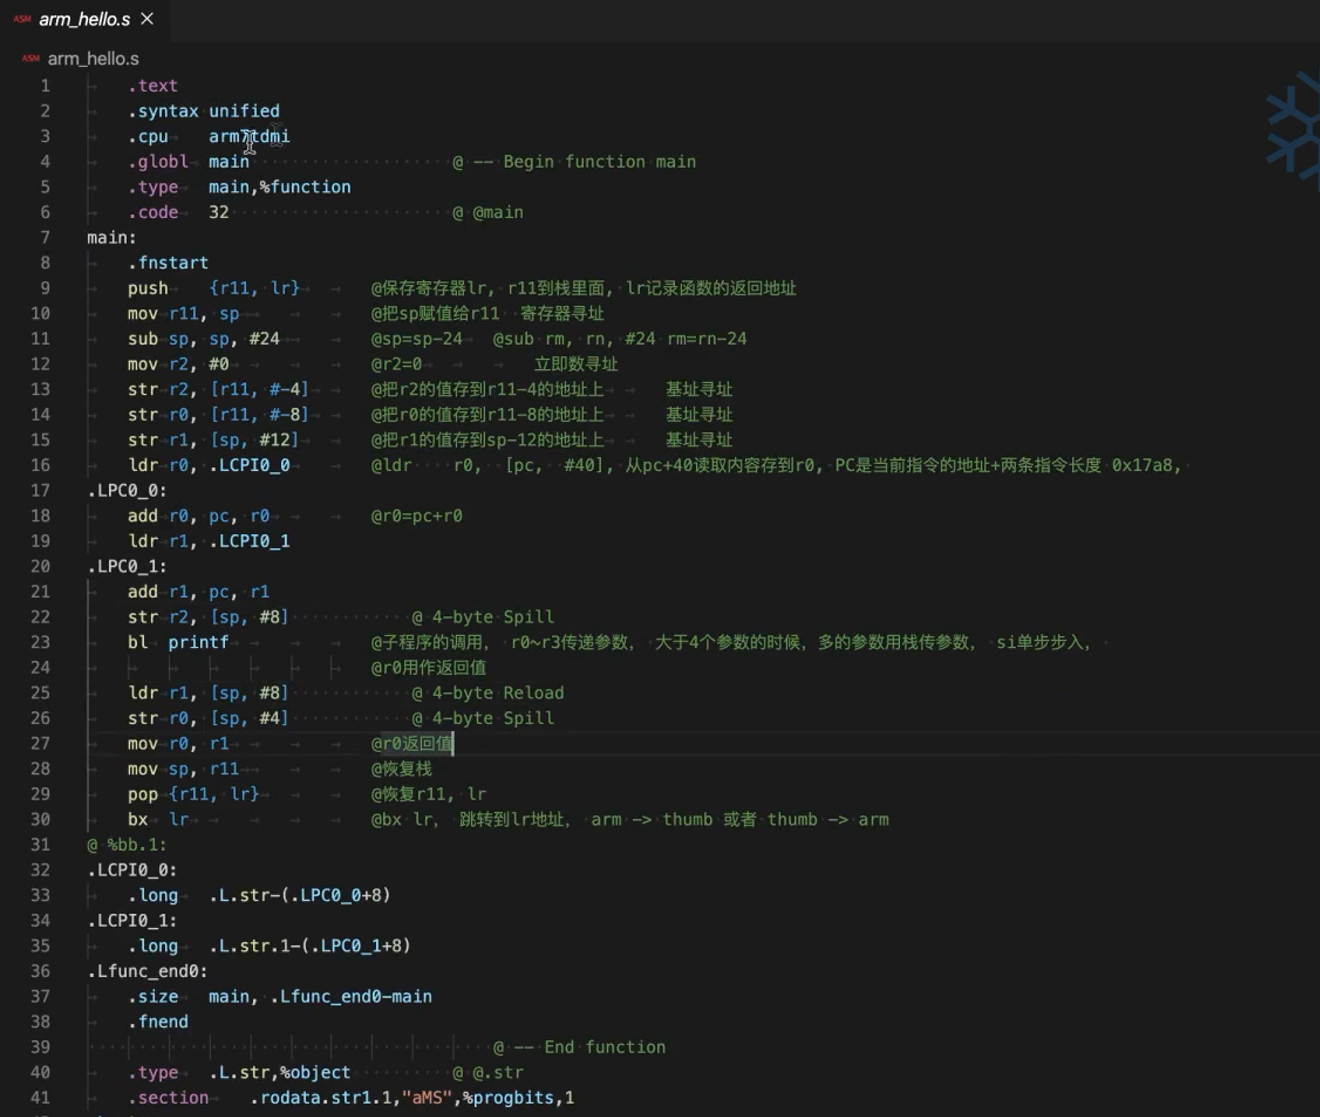 ASM arm_hello.s ×
ASM arm_hello.s
1 .text
2 .syntax unified
3 .cpu arm7tdmi
4 .globl main @ -- Begin function main
5 .type main,%function
6 .code 32 @ @main
7 main:
8 .fnstart
9 push {r11, lr} @保存寄存器lr, r11到栈里面, lr记录函数的返回地址
10 mov r11, sp @把sp赋值给r11 寄存器寻址
11 sub sp, sp, #24 @sp=sp-24 @sub rm, rn, #24 rm=rn-24
12 mov r2, #0 @r2=0 立即数寻址
13 str r2, [r11, #-4] @把r2的值存到r11-4的地址上 基址寻址
14 str r0, [r11, #-8] @把r0的值存到r11-8的地址上 基址寻址
15 str r1, [sp, #12] @把r1的值存到sp-12的地址上 基址寻址
16 ldr r0, .LCPI0_0 @ldr r0, [pc, #40], 从pc+40读取内容存到r0, PC是当前指令的地址+两条指令长度 0x17a8,
17 .LPC0_0:
18 add r0, pc, r0 @r0=pc+r0
19 ldr r1, .LCPI0_1
20 .LPC0_1:
21 add r1, pc, r1
22 str r2, [sp, #8] @ 4-byte Spill
23 bl printf @子程序的调用, r0~r3传递参数, 大于4个参数的时候, 多的参数用栈传参数, si单步步入,
24 @r0用作返回值
25 ldr r1, [sp, #8] @ 4-byte Reload
26 str r0, [sp, #4] @ 4-byte Spill
27 mov r0, r1 @r0返回值
28 mov sp, r11 @恢复栈
29 pop {r11, lr} @恢复r11, lr
30 bx lr @bx lr, 跳转到lr地址, arm -> thumb 或者 thumb -> arm
31 @ %bb.1:
32 .LCPI0_0:
33 .long .L.str-(.LPC0_0+8)
34 .LCPI0_1:
35 .long .L.str.1-(.LPC0_1+8)
36 .Lfunc_end0:
37 .size main, .Lfunc_end0-main
38 .fnend
39 @ -- End function
40 .type .L.str,%object @ @.str
41 .section .rodata.str1.1,"aMS",%progbits,1